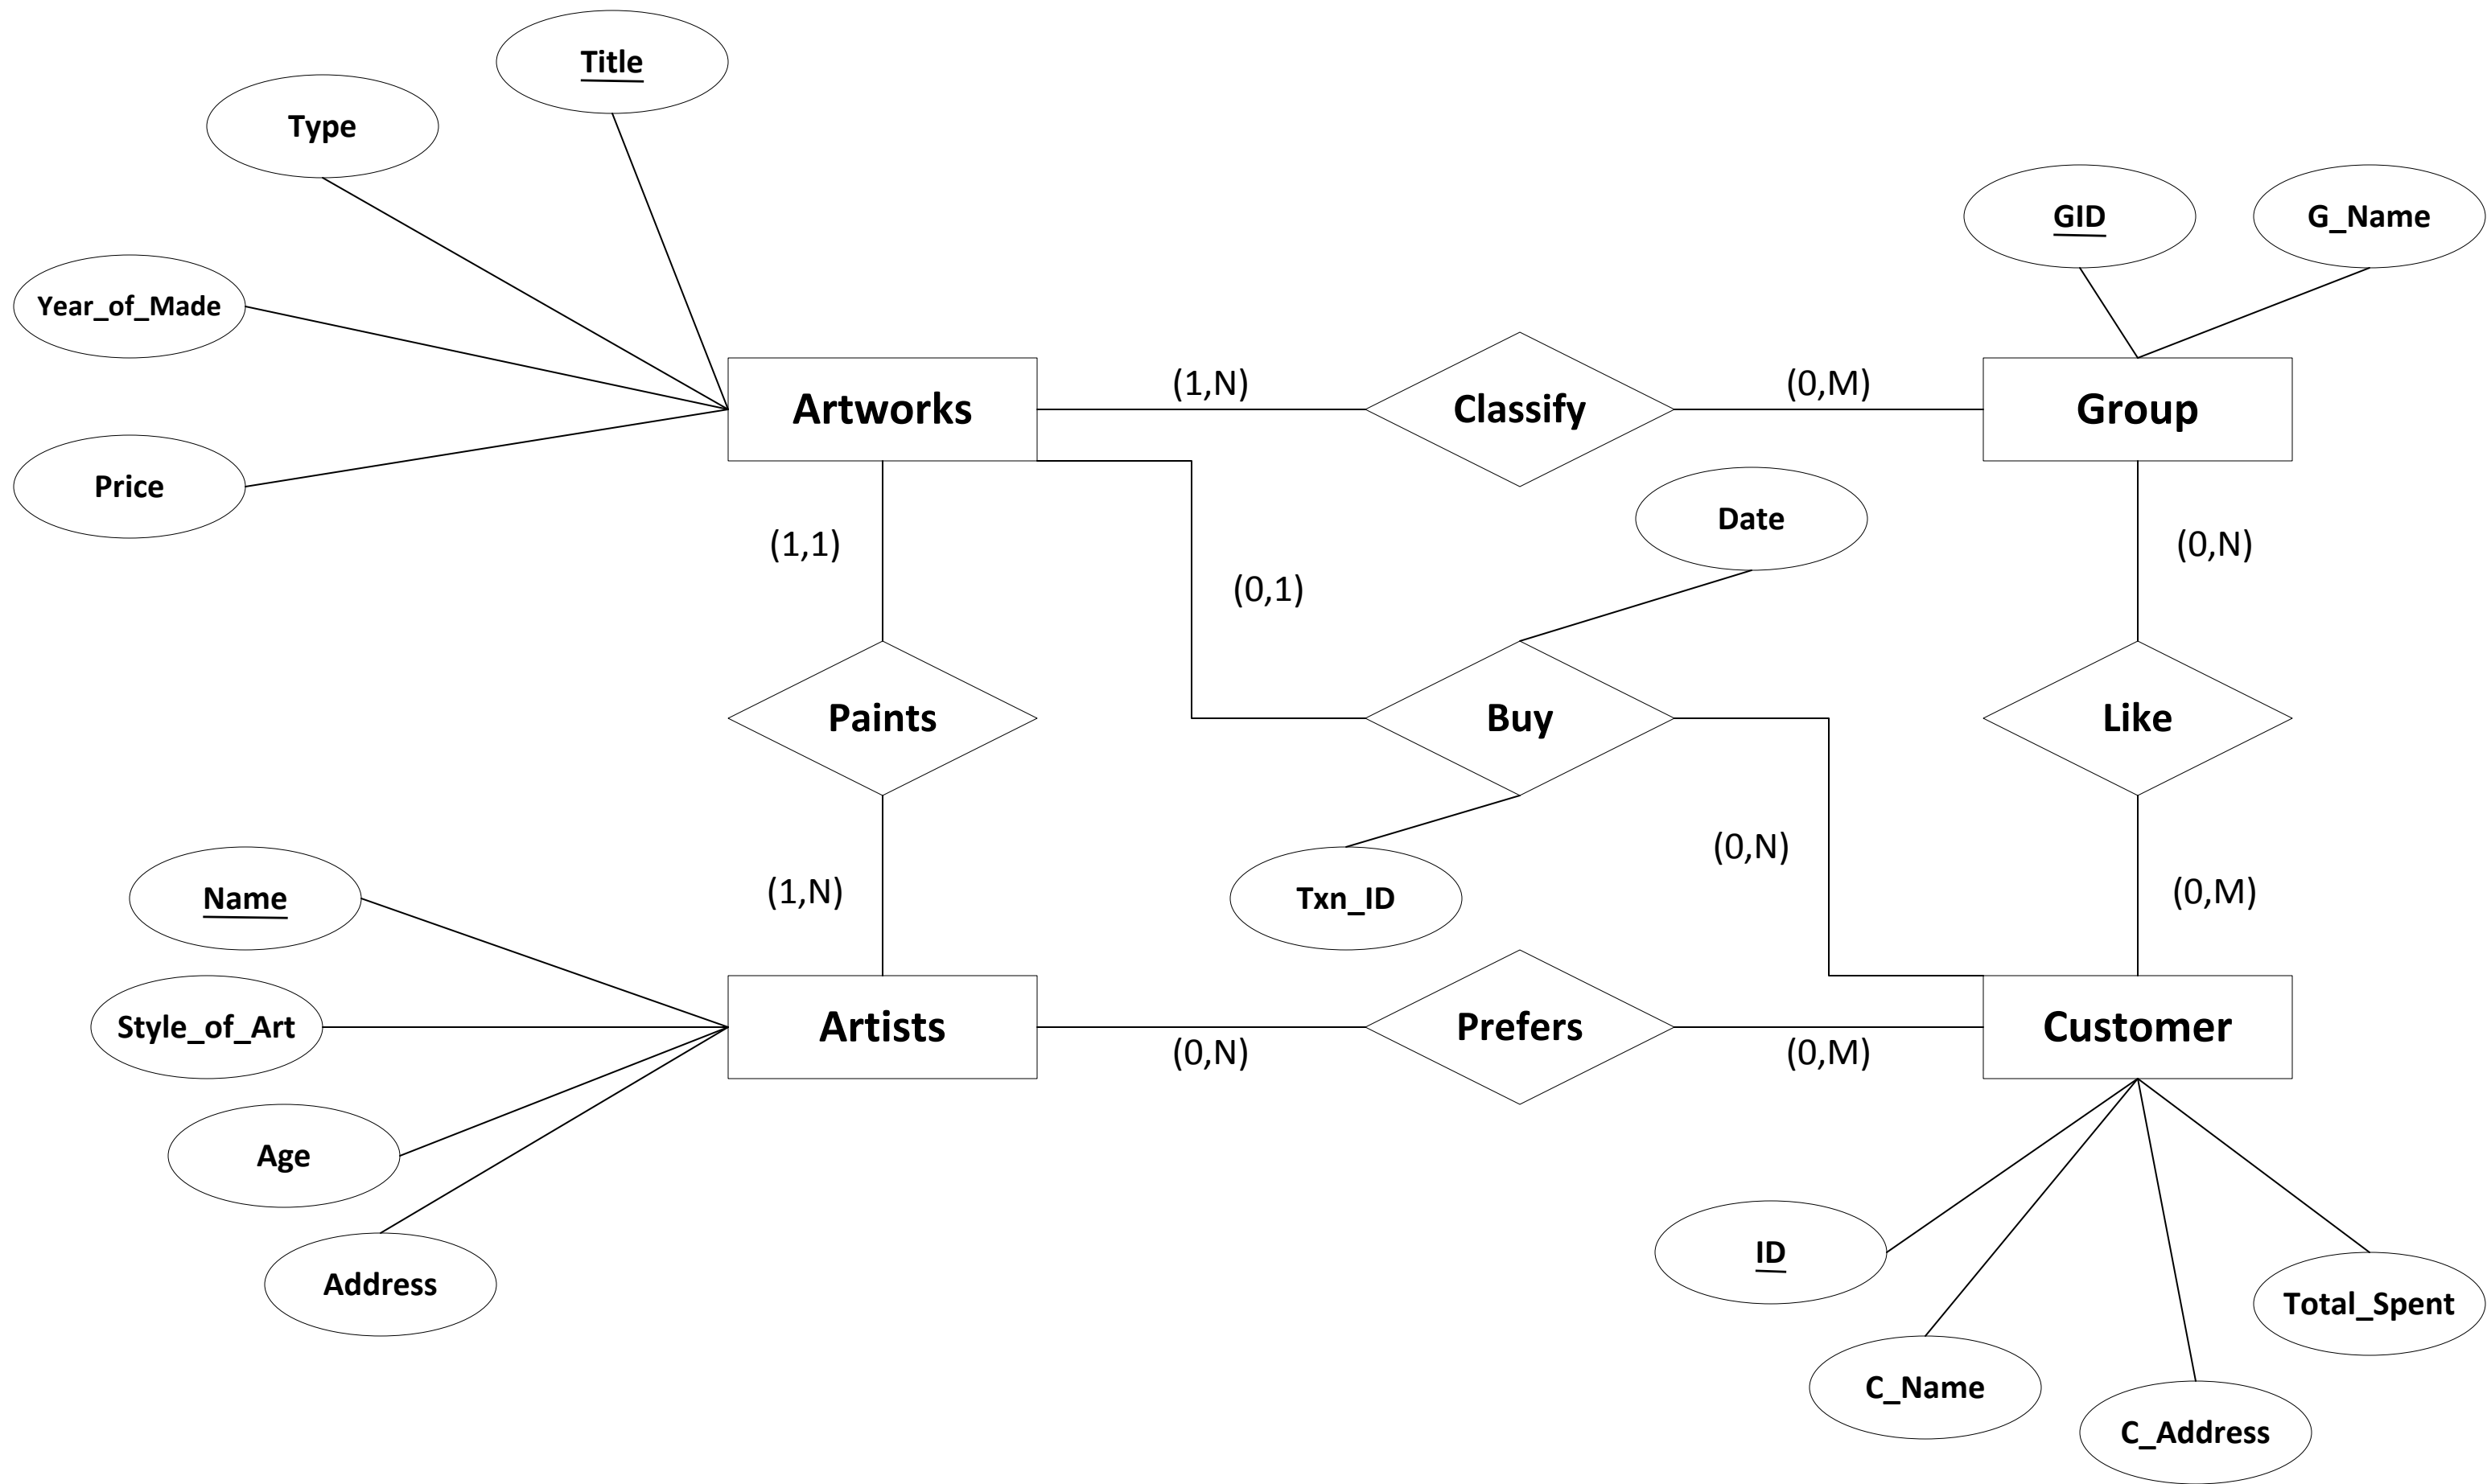 Title
Type
GID
G_Name
Year_of_Made
(1,N)
(0,M)
Artworks
Classify
Group
Price
Date
(1,1)
(0,N)
(0,1)
Paints
Buy
Like
(0,N)
(1,N)
(0,M)
Name
Txn_ID
Style_of_Art
Artists
Prefers
Customer
(0,N)
(0,M)
Age
ID
Address
Total_Spent
C_Name
C_Address